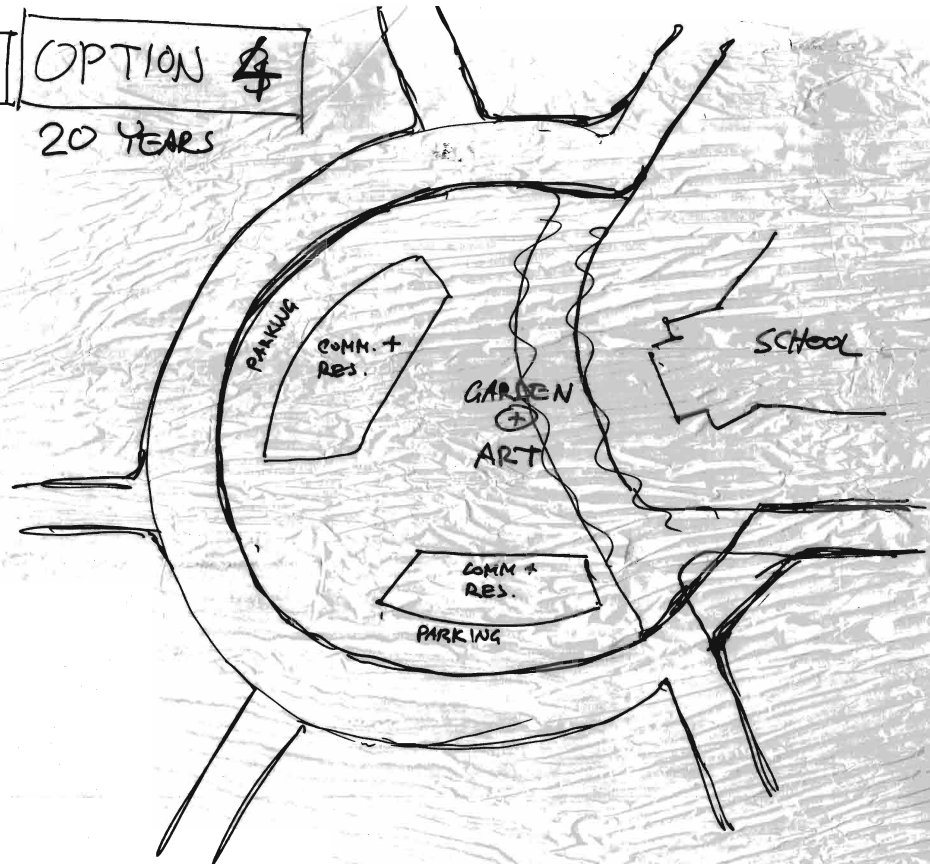 OPTION 4
20 YEARS
PARKING
COMM. +
RES.
SCHOOL
GARDEN
+
ART
COMM +
RES.
PARKING